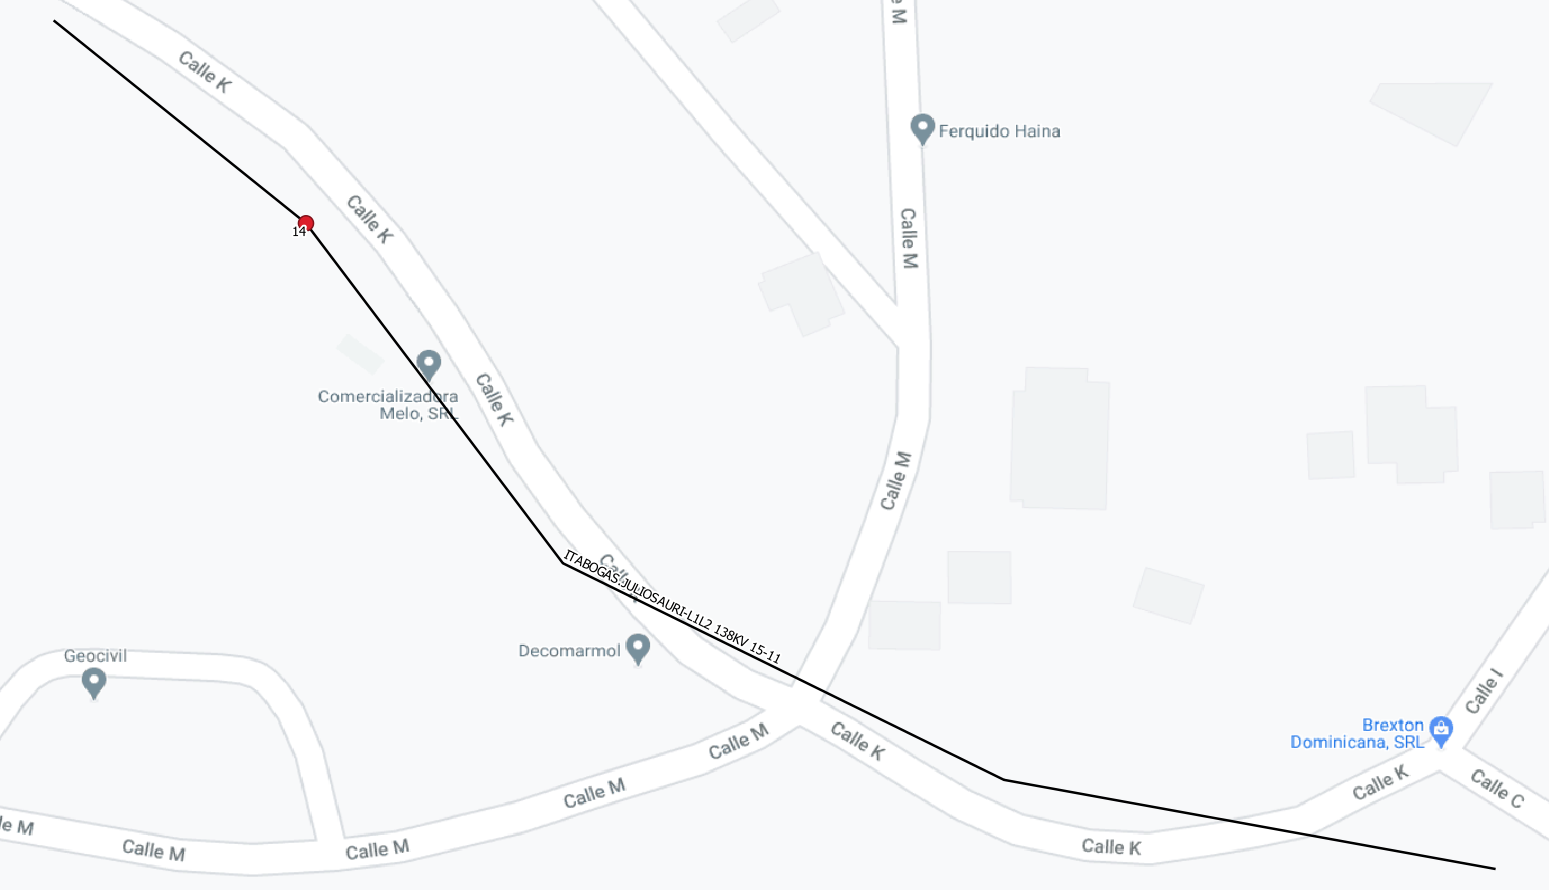 Calle K
Ferquido Haina
Calle K
14
Calle M
Comercializadora
Melo, SRL
Calle K
Calle M
ITABOGAS-JULIOSAURI-L1L2 138KV 15-11
Decomarmol
Geocivil
Calle I
Brexton
Dominicana, SRL
Calle M
Calle K
Calle K
Calle C
Calle M
Calle M
Calle M
Calle K